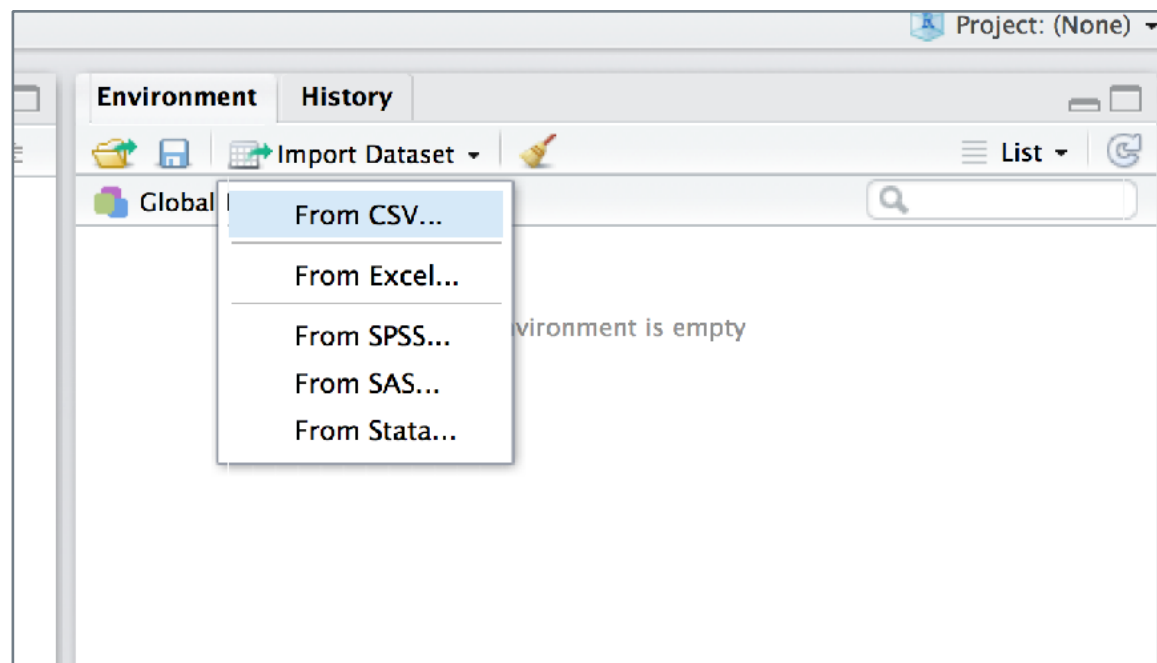 Project: (None)
Environment History
Import Dataset List
Global
From CSV...
From Excel...
environment is empty
From SPSS...
From SAS...
From Stata...